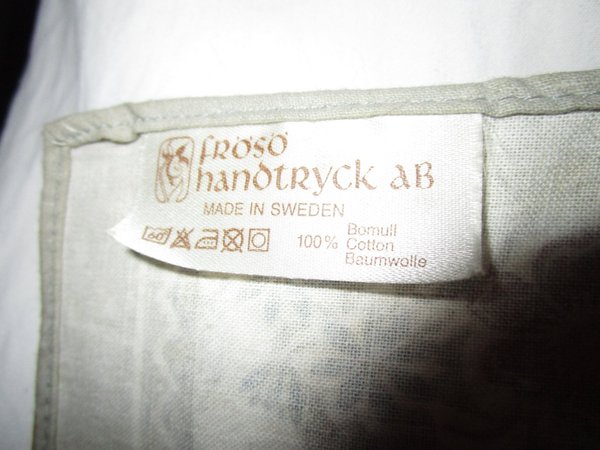 frösö
handtryck AB
MADE IN SWEDEN
60
100%
Bomull
Cotton
Baumwolle